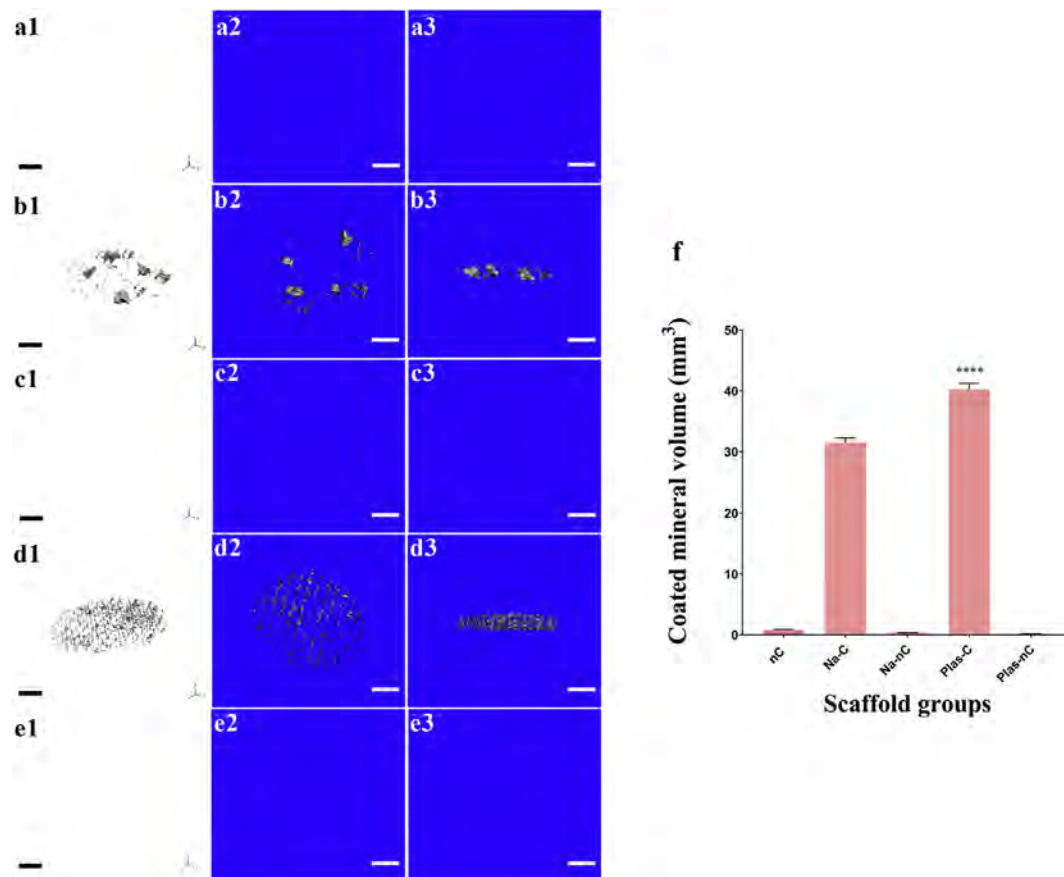 a1
a2
a3
b1
b2
b3
c1
c2
c3
d1
d2
d3
e1
e2
e3
f
Coated mineral volume (mm³)
50
40
30
20
10
0
****
nC
Na-C
Na-nC
Plas-C
Plas-nC
Scaffold groups